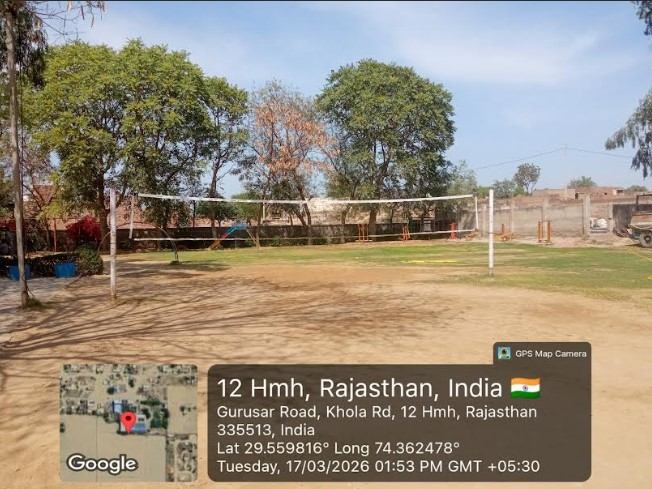 GPS Map Camera
12 Hmh, Rajasthan, India 🇮🇳
Gurusar Road, Khola Rd, 12 Hmh, Rajasthan
335513, India
Lat 29.559816° Long 74.362478°
Tuesday, 17/03/2026 01:53 PM GMT +05:30
Google